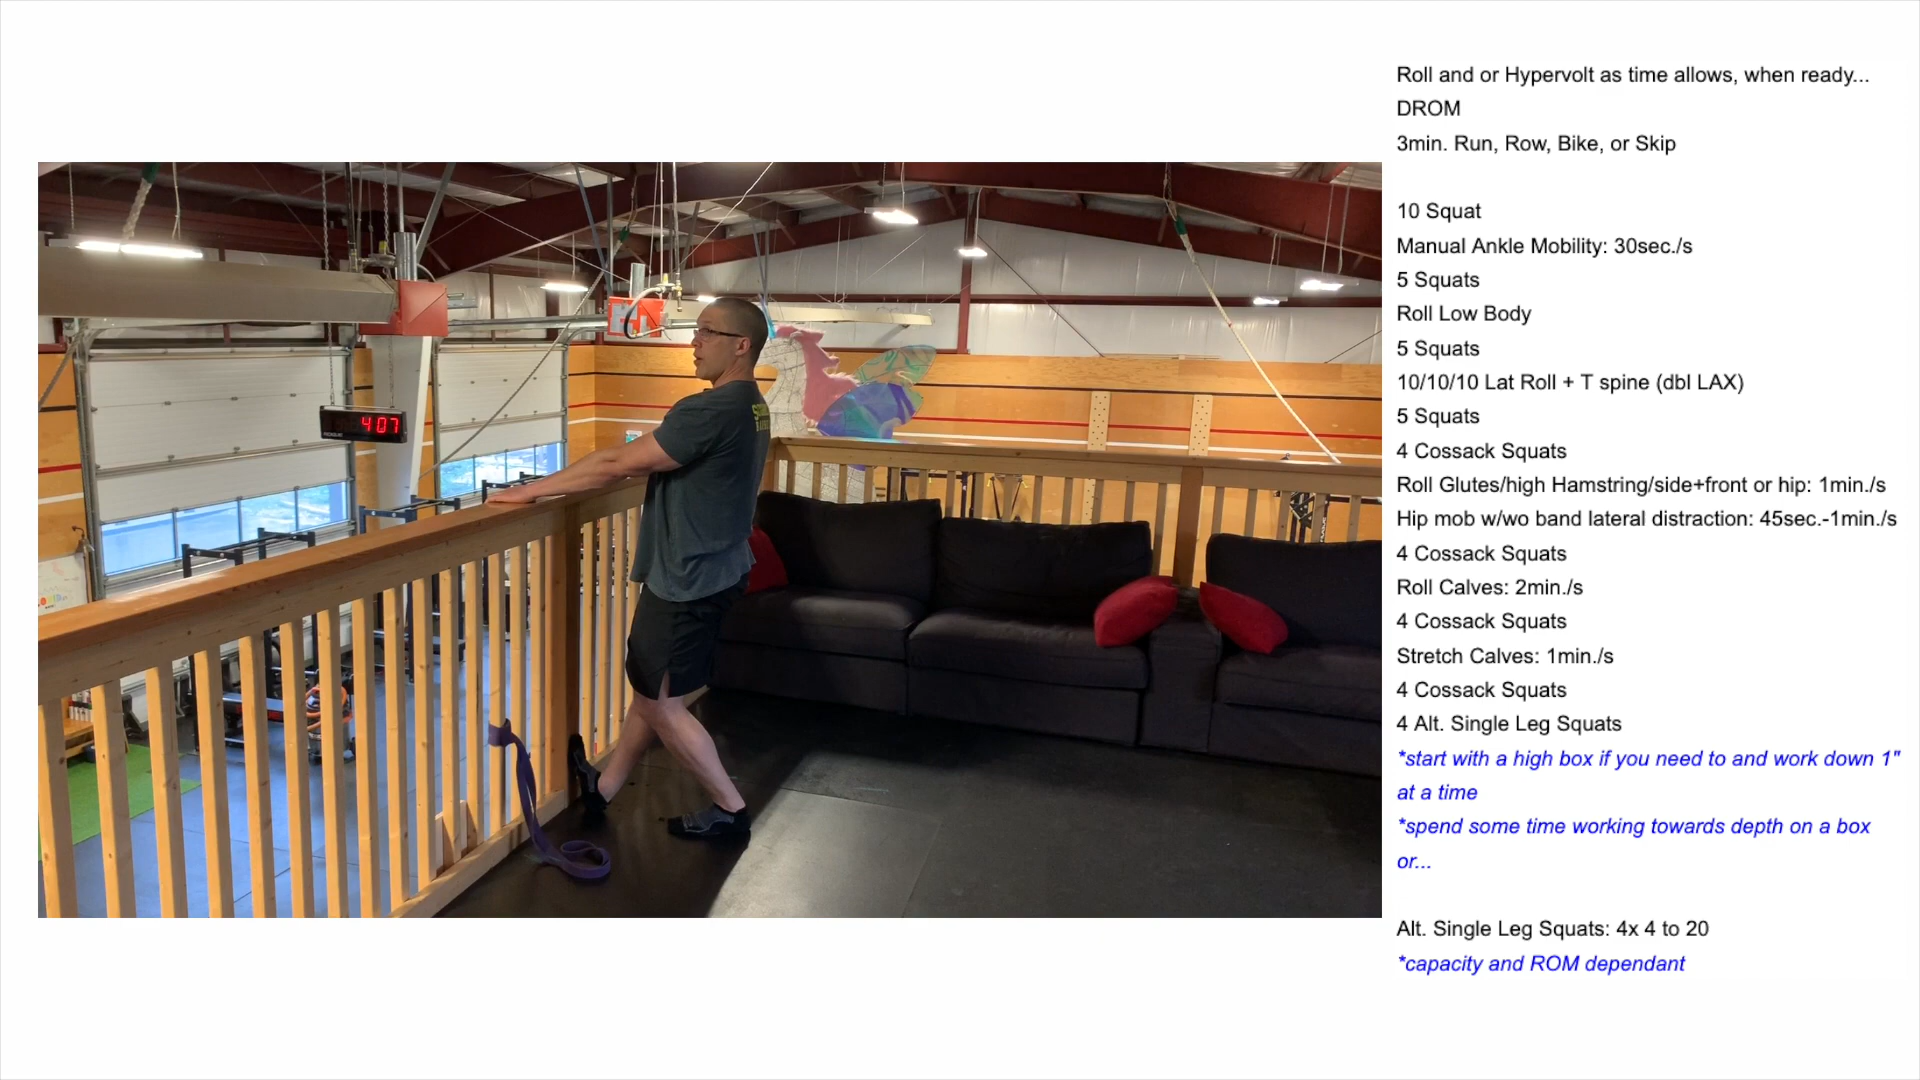 Roll and or Hypervolt as time allows, when ready...
DROM
3min. Run, Row, Bike, or Skip
10 Squat
Manual Ankle Mobility: 30sec./s
5 Squats
Roll Low Body
5 Squats
10/10/10 Lat Roll + T spine (dbl LAX)
5 Squats
4 Cossack Squats
Roll Glutes/high Hamstring/side+front or hip: 1min./s
Hip mob w/wo band lateral distraction: 45sec.-1min./s
4 Cossack Squats
Roll Calves: 2min./s
4 Cossack Squats
Stretch Calves: 1min./s
4 Cossack Squats
4 Alt. Single Leg Squats
*start with a high box if you need to and work down 1"
at a time
*spend some time working towards depth on a box
or...
Alt. Single Leg Squats: 4x 4 to 20
*capacity and ROM dependant
4 07